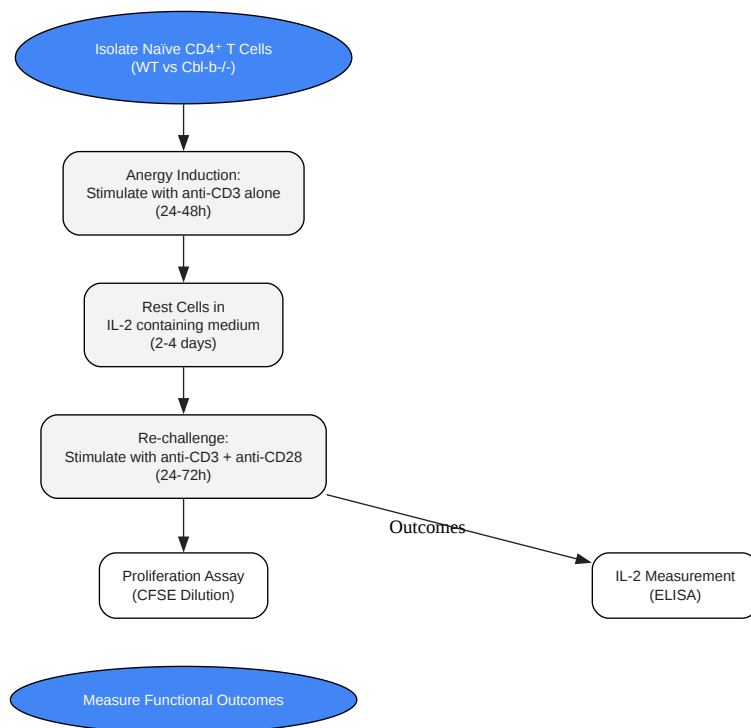 Isolate Naïve CD4⁺ T Cells
(WT vs Cbl-b-/-)
Anergy Induction:
Stimulate with anti-CD3 alone
(24-48h)
Rest Cells in
IL-2 containing medium
(2-4 days)
Re-challenge:
Stimulate with anti-CD3 + anti-CD28
(24-72h)
Outcomes
Proliferation Assay
(CFSE Dilution)
IL-2 Measurement
(ELISA)
Measure Functional Outcomes